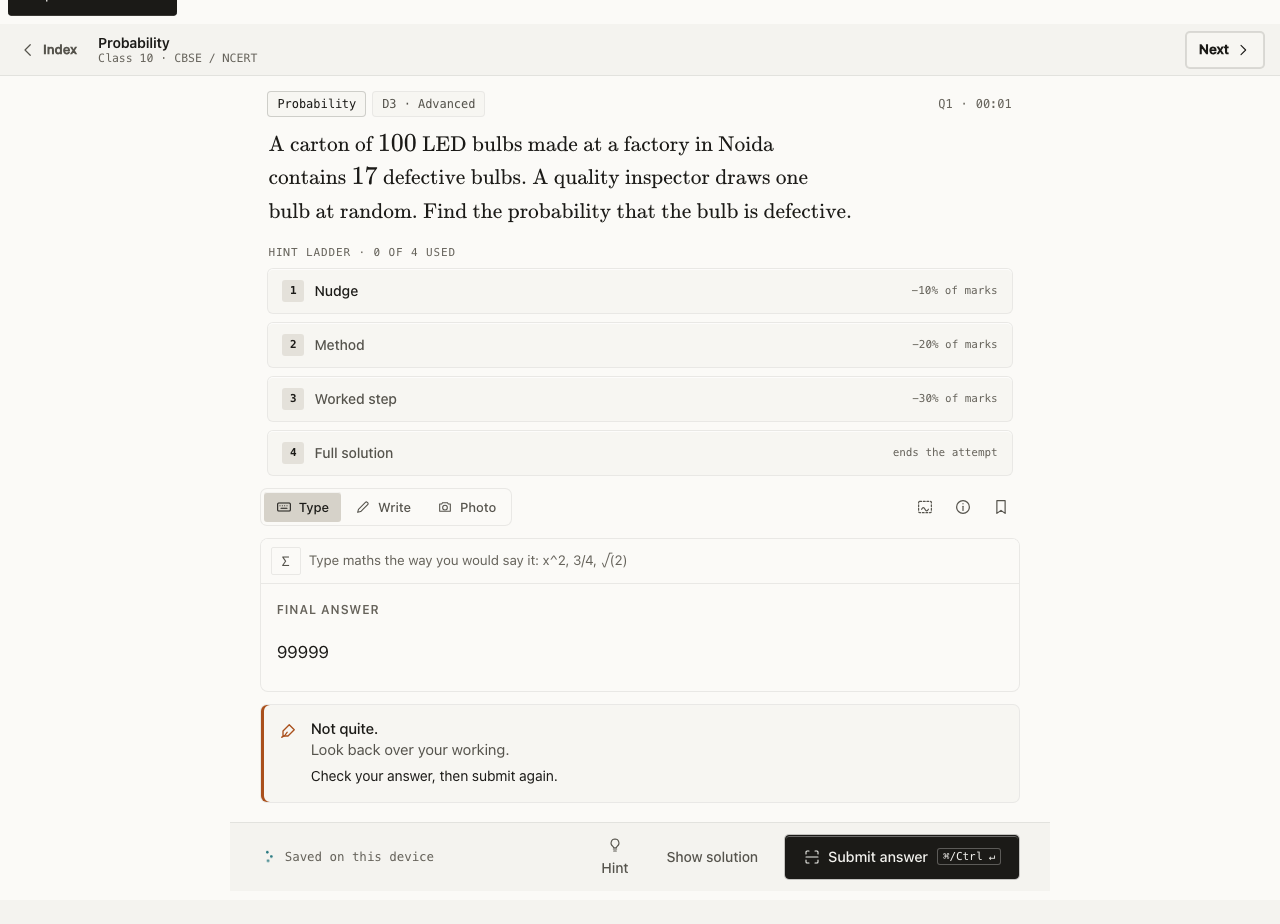 Index
Probability
Class 10 · CBSE / NCERT
Next
Probability
D3 · Advanced
Q1 · 00:01
A carton of 100 LED bulbs made at a factory in Noida
contains 17 defective bulbs. A quality inspector draws one
bulb at random. Find the probability that the bulb is defective.
HINT LADDER · 0 OF 4 USED
1 Nudge −10% of marks
2 Method −20% of marks
3 Worked step −30% of marks
4 Full solution ends the attempt
Type Write Photo
Σ Type maths the way you would say it: x^2, 3/4, √(2)
FINAL ANSWER
99999
Not quite.
Look back over your working.
Check your answer, then submit again.
Saved on this device
Hint
Show solution
Submit answer ⌘/Ctrl ↵